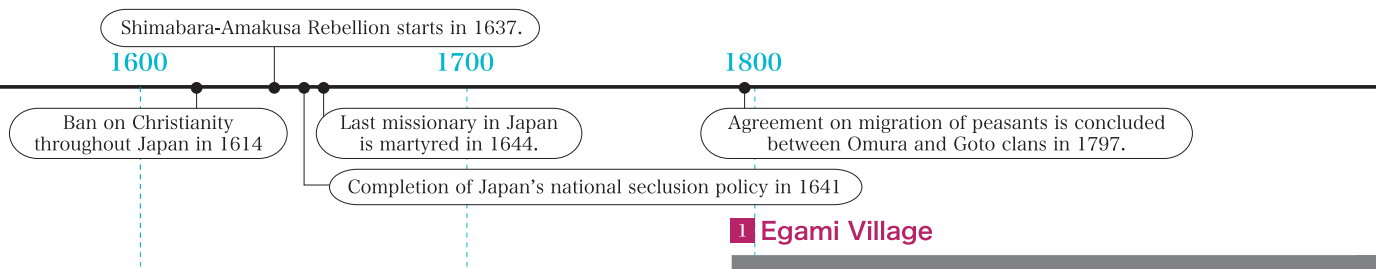 Shimabara-Amakusa Rebellion starts in 1637.
1600
1700
1800
Ban on Christianity
throughout Japan in 1614
Last missionary in Japan
is martyred in 1644.
Agreement on migration of peasants is concluded
between Omura and Goto clans in 1797.
Completion of Japan's national seclusion policy in 1641
1 Egami Village